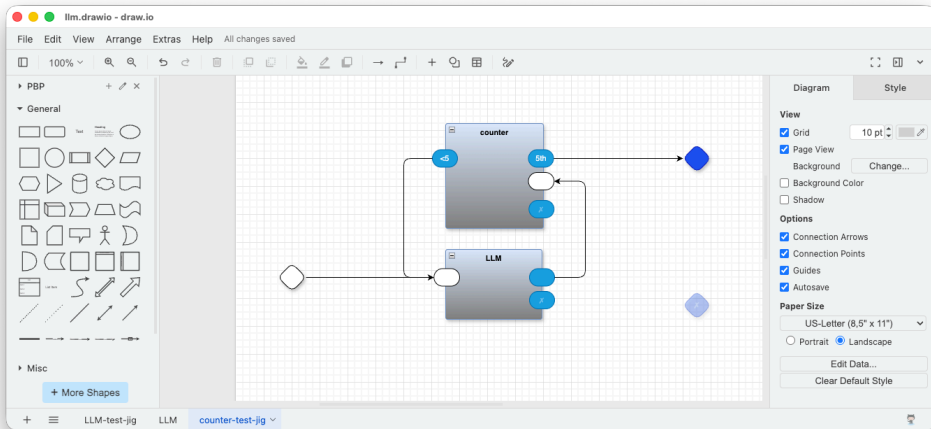 llm.drawio - draw.io
File Edit View Arrange Extras Help All changes saved
100%
PBP
General
Text
Misc
+ More Shapes
counter
<5
5th
LLM
Diagram Style
View
Grid 10 pt
Page View
Background Change...
Background Color
Shadow
Options
Connection Arrows
Connection Points
Guides
Autosave
Paper Size
US-Letter (8,5" x 11")
Portrait Landscape
Edit Data...
Clear Default Style
LLM-test-jig LLM counter-test-jig